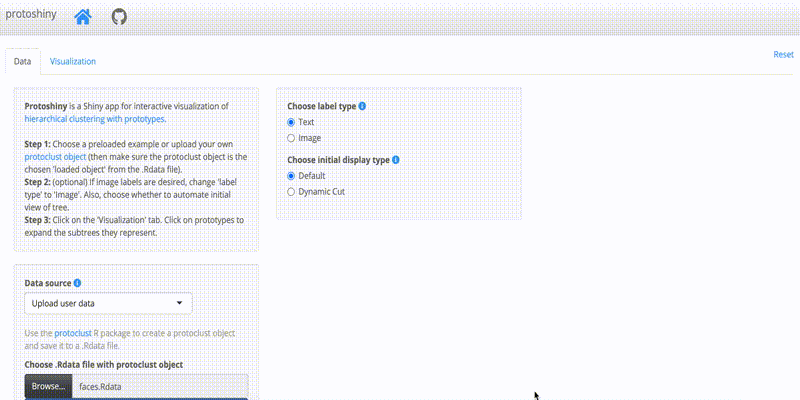 protoshiny
Data
Visualization
Reset
Protoshiny is a Shiny app for interactive visualization of
hierarchical clustering with prototypes.
Step 1: Choose a preloaded example or upload your own
protoclust object (then make sure the protoclust object is the
chosen 'loaded object' from the .Rdata file).
Step 2: (optional) If image labels are desired, change 'label
type' to 'Image'. Also, choose whether to automate initial
view of tree.
Step 3: Click on the 'Visualization' tab. Click on prototypes to
expand the subtrees they represent.
Choose label type
Text
Image
Choose initial display type
Default
Dynamic Cut
Data source
Upload user data
Use the protoclust R package to create a protoclust object
and save it to a .Rdata file.
Choose .Rdata file with protoclust object
Browse... faces.Rdata